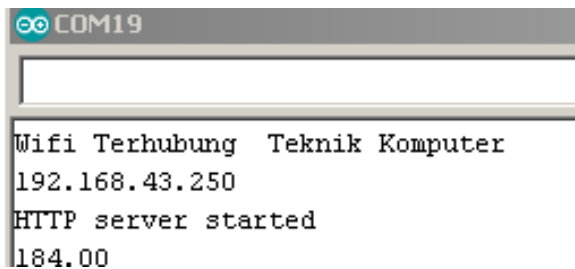 COM19
Wifi Terhubung  Teknik Komputer
192.168.43.250
HTTP server started
184.00